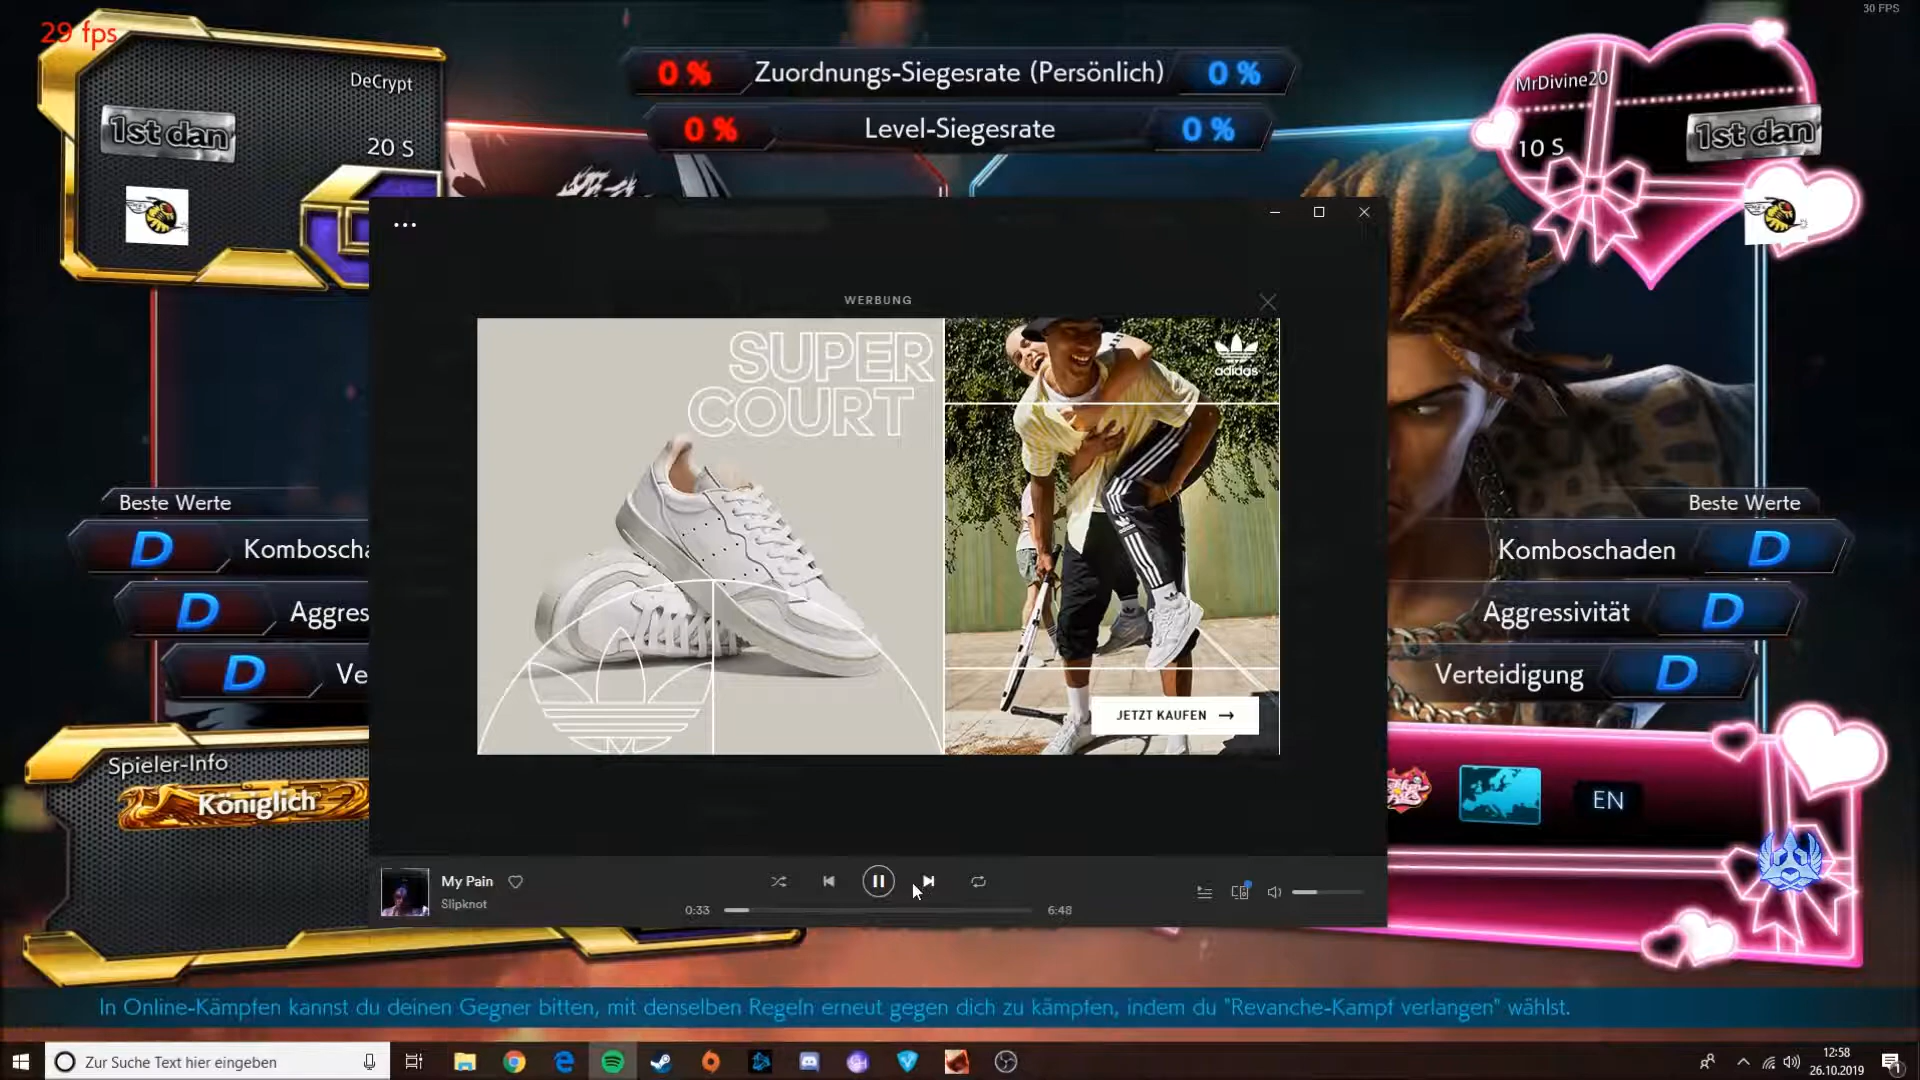 29 fps
30 FPS
DeCrypt
1st dan
20 S
0 % Zuordnungs-Siegesrate (Persönlich) 0 %
0 % Level-Siegesrate 0 %
MrDivine20
10 S
1st dan
WERBUNG
SUPER
COURT
adidas
JETZT KAUFEN →
Beste Werte
D Komboscha
D Aggres
D Ve
Beste Werte
Komboschaden D
Aggressivität D
Verteidigung D
Spieler-Info
Königlich
EN
My Pain
Slipknot
0:33
6:48
In Online-Kämpfen kannst du deinen Gegner bitten, mit denselben Regeln erneut gegen dich zu kämpfen, indem du "Revanche-Kampf verlangen" wählst.
Zur Suche Text hier eingeben
12:58
26.10.2019
1